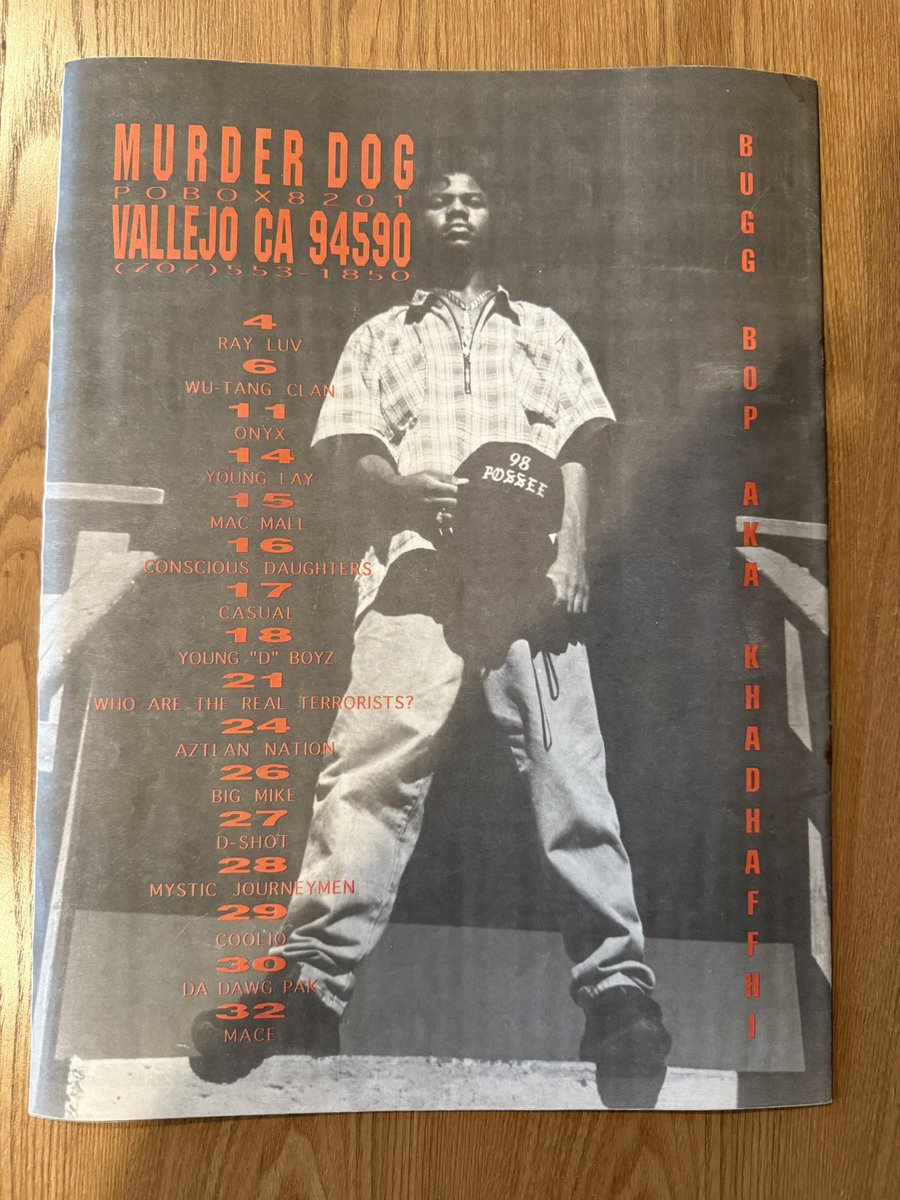 MURDER DOG
POBOX8201
VALLEJO CA 94590
(707)553-1850
4
RAY LUV
6
WU-TANG CLAN
11
ONYX
14
YOUNG LAY
15
MAC MALL
16
CONSCIOUS DAUGHTERS
17
CASUAL
18
YOUNG "D" BOYZ
21
WHO ARE THE REAL TERRORISTS?
24
AZTLAN NATION
26
BIG MIKE
27
D-SHOT
28
MYSTIC JOURNEYMEN
29
COOLIO
30
DA DAWG PAK
32
MACE
98
POSSEE
BUGG BOP AKA KHADHAFFHI